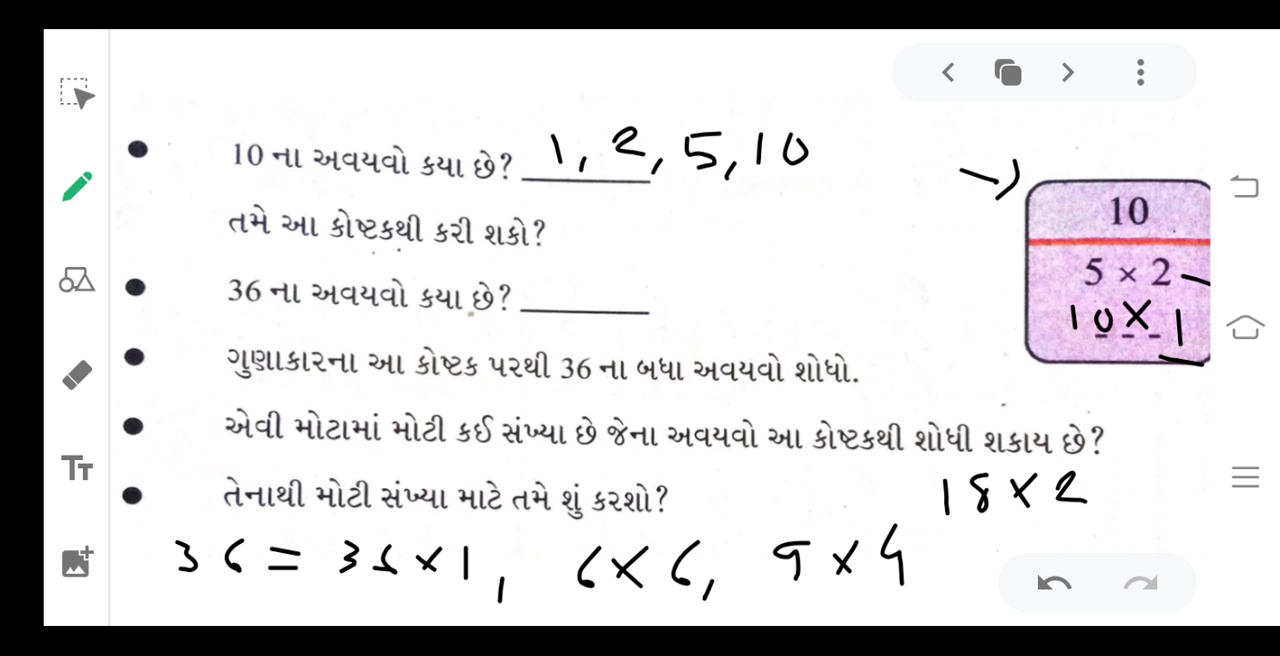 10 ના અવયવો કયા છે? 1, 2, 5, 10
તમે આ કોષ્ટકથી કરી શકો?
36 ના અવયવો કયા છે?
ગુણાકારના આ કોષ્ટક પરથી 36 ના બધા અવયવો શોધો.
એવી મોટામાં મોટી કઈ સંખ્યા છે જેના અવયવો આ કોષ્ટકથી શોધી શકાય છે?
તેનાથી મોટી સંખ્યા માટે તમે શું કરશો?
10
5 × 2
10 × 1
18 × 2
36 = 36 × 1, 6 × 6, 9 × 4
TT